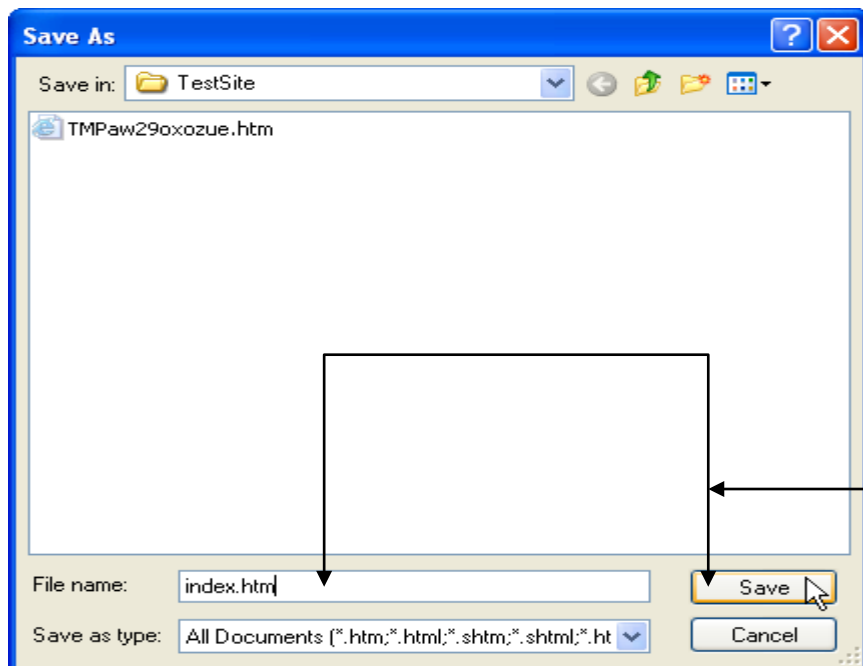 Save As
Save in: TestSite
TMPaw29oxozue.htm
File name: index.htm Save
Save as type: All Documents (*.htm;*.html;*.shtm;*.shtml;*.ht Cancel